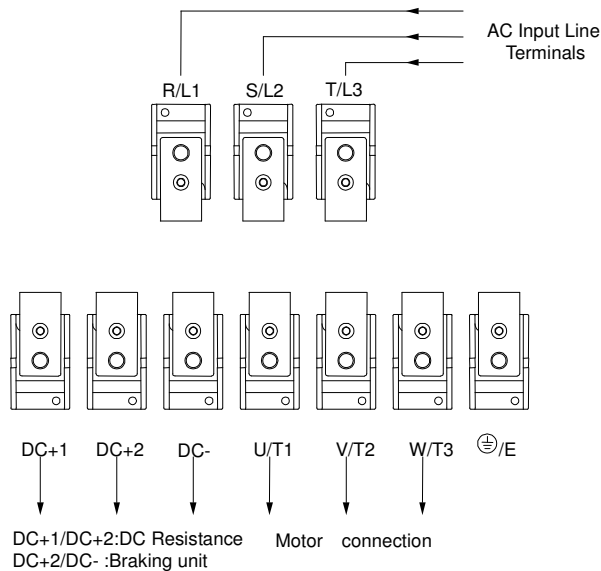 AC Input Line
Terminals
R/L1 S/L2 T/L3
DC+1 DC+2 DC- U/T1 V/T2 W/T3 ⏚/E
DC+1/DC+2:DC Resistance Motor connection
DC+2/DC- :Braking unit